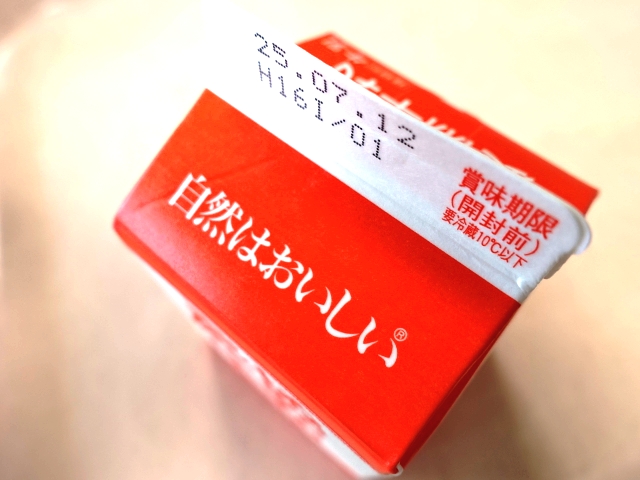 25.07.12
H16I/01
賞味期限
(開封前)
要冷蔵10℃以下
自然はおいしい®